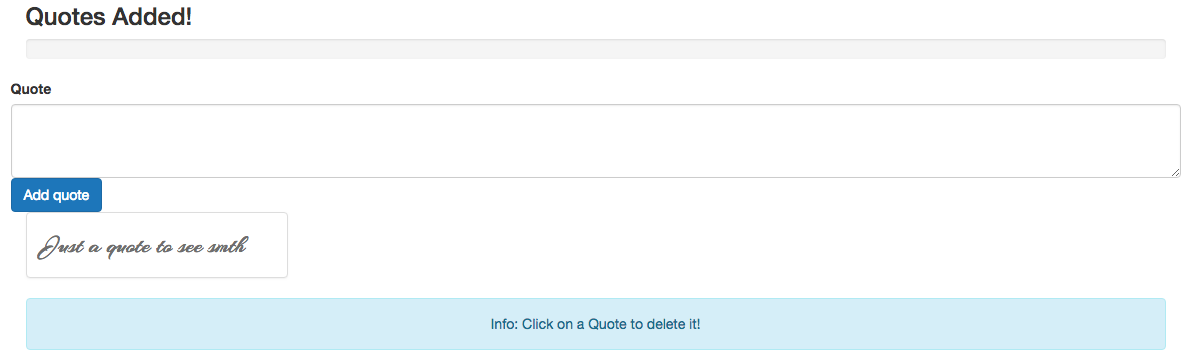 Quotes Added!
Quote
Add quote
Just a quote to see smth
Info: Click on a Quote to delete it!